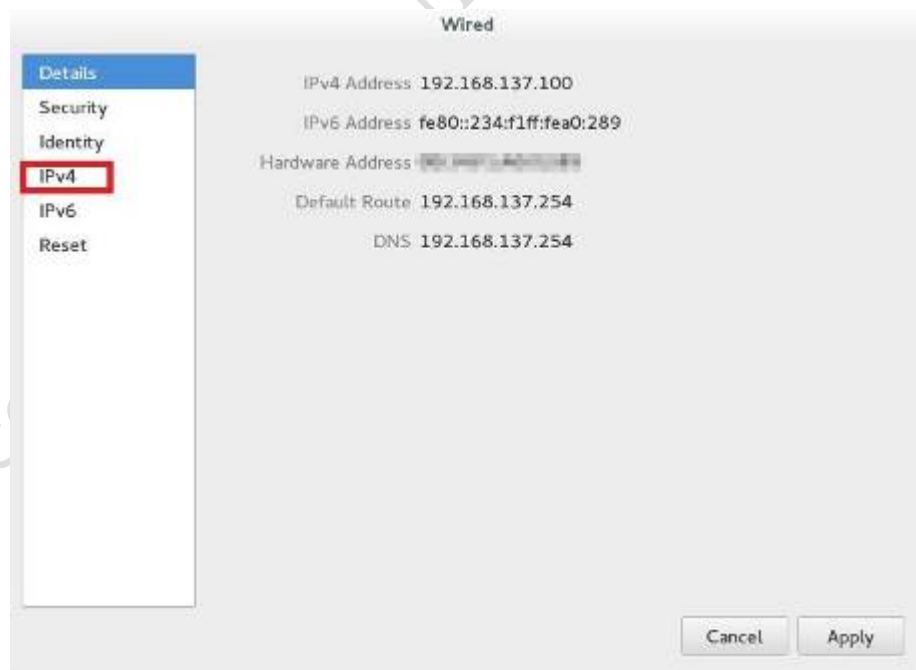 Wired
Details
Security
Identity
IPv4
IPv6
Reset
IPv4 Address 192.168.137.100
IPv6 Address fe80::234:f1ff:fea0:289
Hardware Address
Default Route 192.168.137.254
DNS 192.168.137.254
Cancel
Apply